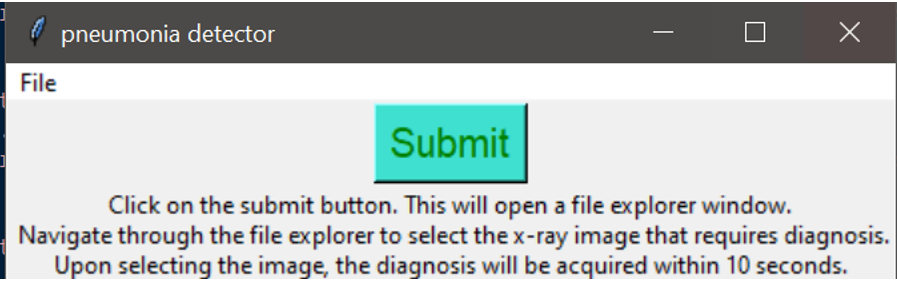 pneumonia detector
File
Submit
Click on the submit button. This will open a file explorer window.
Navigate through the file explorer to select the x-ray image that requires diagnosis.
Upon selecting the image, the diagnosis will be acquired within 10 seconds.